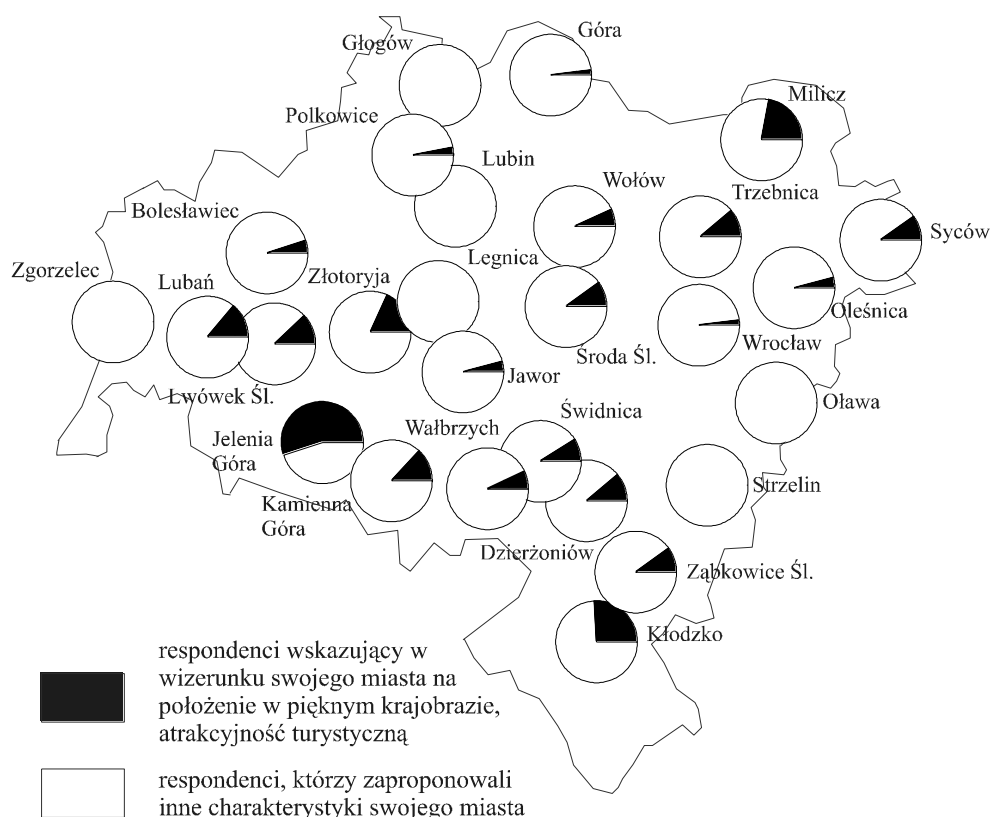 Góra
Głogów
Milicz
Polkowice
Lubin
Wołów
Trzebnica
Bolesławiec
Syców
Legnica
Zgorzelec
Lubań
Złotoryja
Oleśnica
Wrocław
Środa Śl.
Jawor
Lwówek Śl.
Oława
Świdnica
Wałbrzych
Jelenia
Góra
Strzelin
Kamienna
Góra
Dzierżoniów
Ząbkowice Śl.
Kłodzko
respondenci wskazujący w
wizerunku swojego miasta na
położenie w pięknym krajobrazie,
atrakcyjność turystyczną
respondenci, którzy zaproponowali
inne charakterystyki swojego miasta